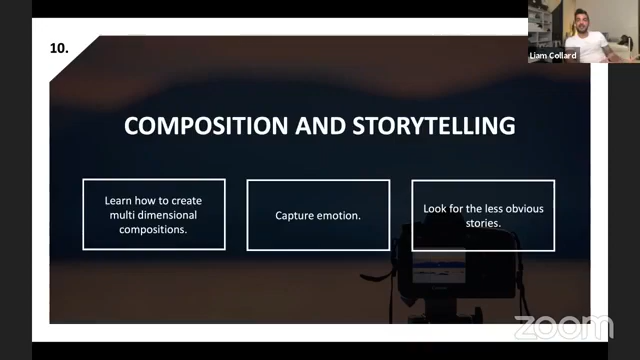 10.
Liam Collard
COMPOSITION AND STORYTELLING
Learn how to create
multi dimensional
compositions.
Capture emotion.
Look for the less obvious
stories.
zoom